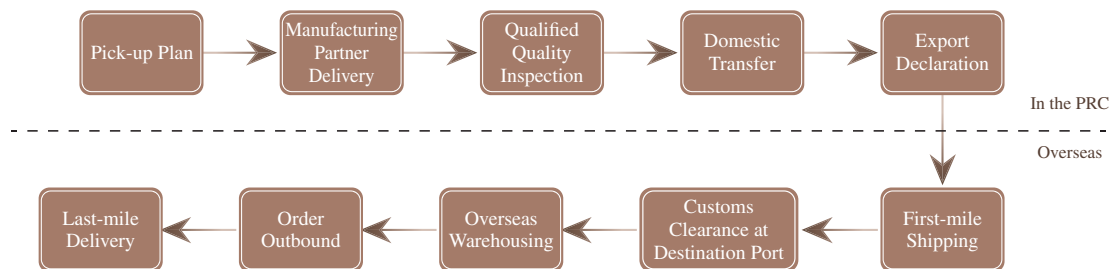 Pick-up Plan
Manufacturing
Partner
Delivery
Qualified
Quality
Inspection
Domestic
Transfer
Export
Declaration
In the PRC
Overseas
First-mile
Shipping
Customs
Clearance at
Destination Port
Overseas
Warehousing
Order
Outbound
Last-mile
Delivery